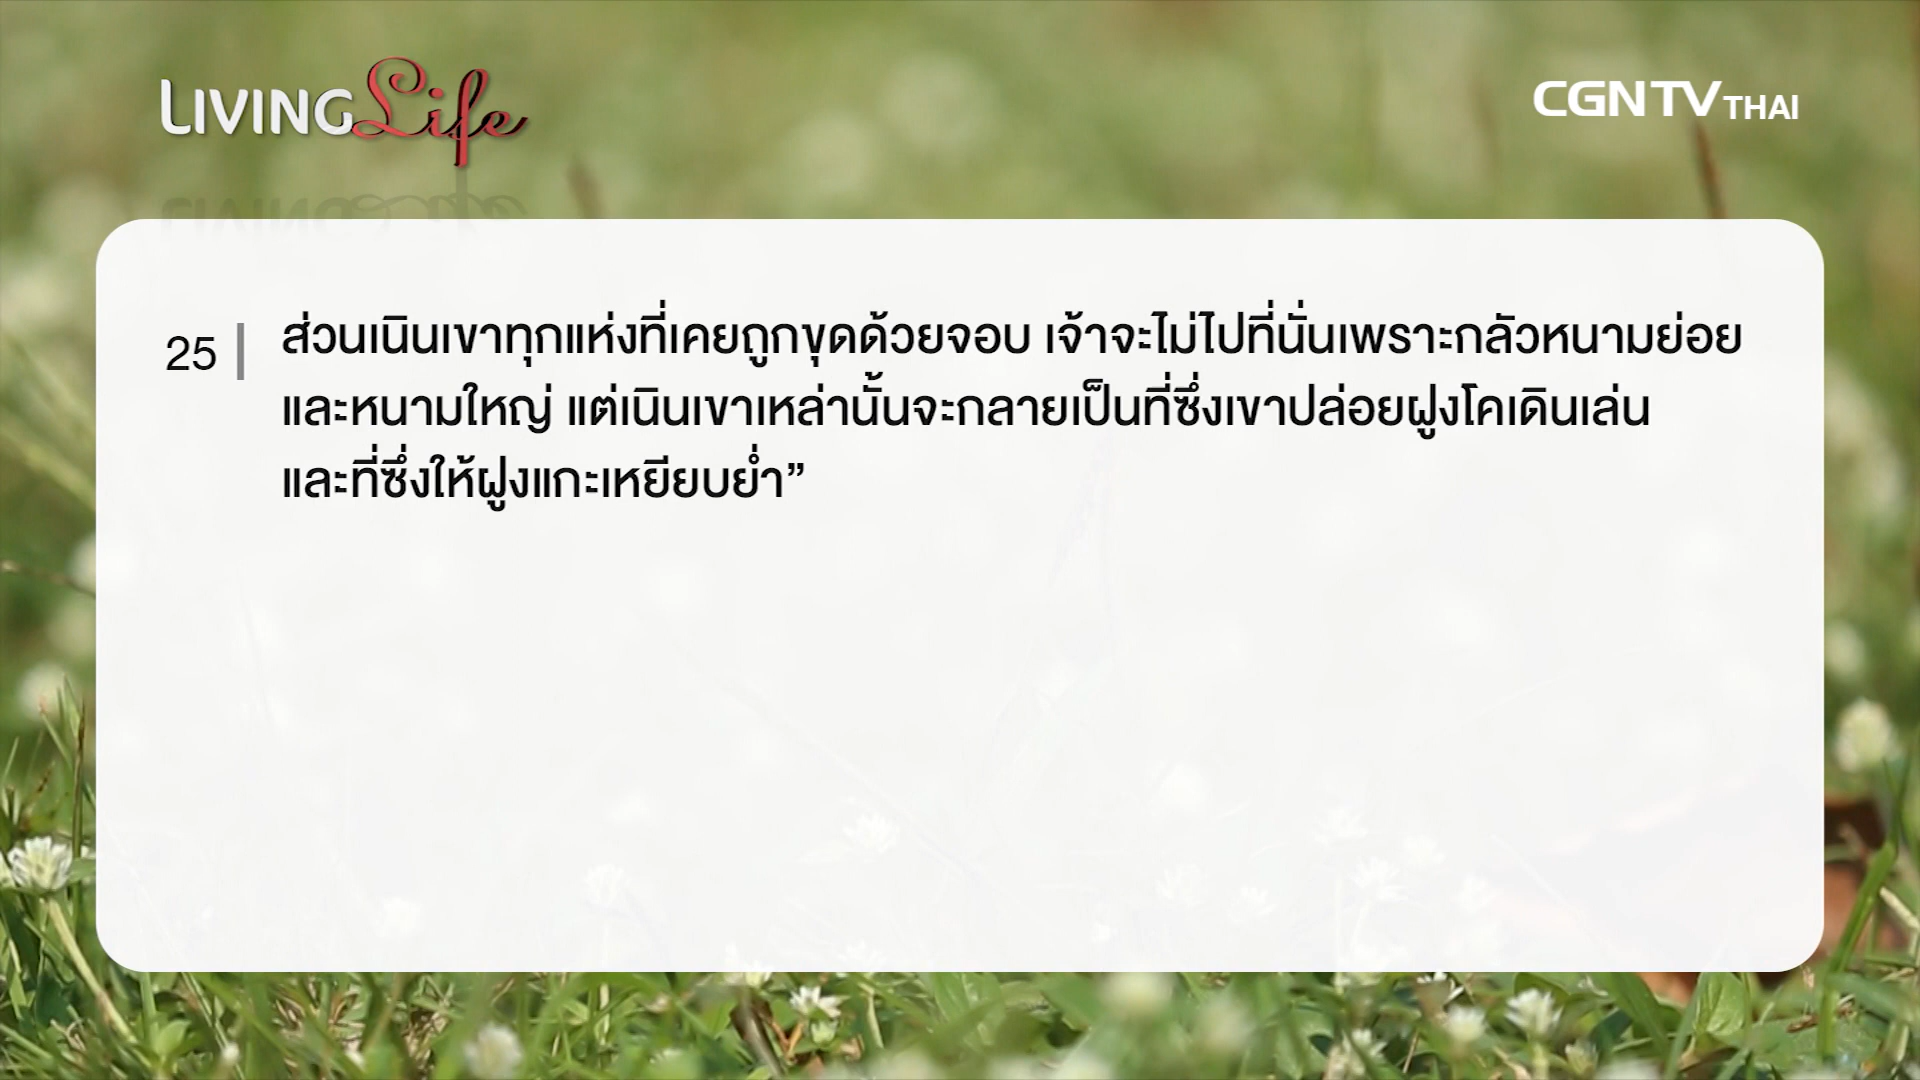 LIVING Life
CGNTV THAI
25 | ส่วนเนินเขาทุกแห่งที่เคยถูกขุดด้วยจอบ เจ้าจะไม่ไปที่นั่นเพราะกลัวหนามย่อย
และหนามใหญ่ แต่เนินเขาเหล่านั้นจะกลายเป็นที่ซึ่งเขาปล่อยฝูงโคเดินเล่น
และที่ซึ่งให้ฝูงแกะเหยียบย่ำ”